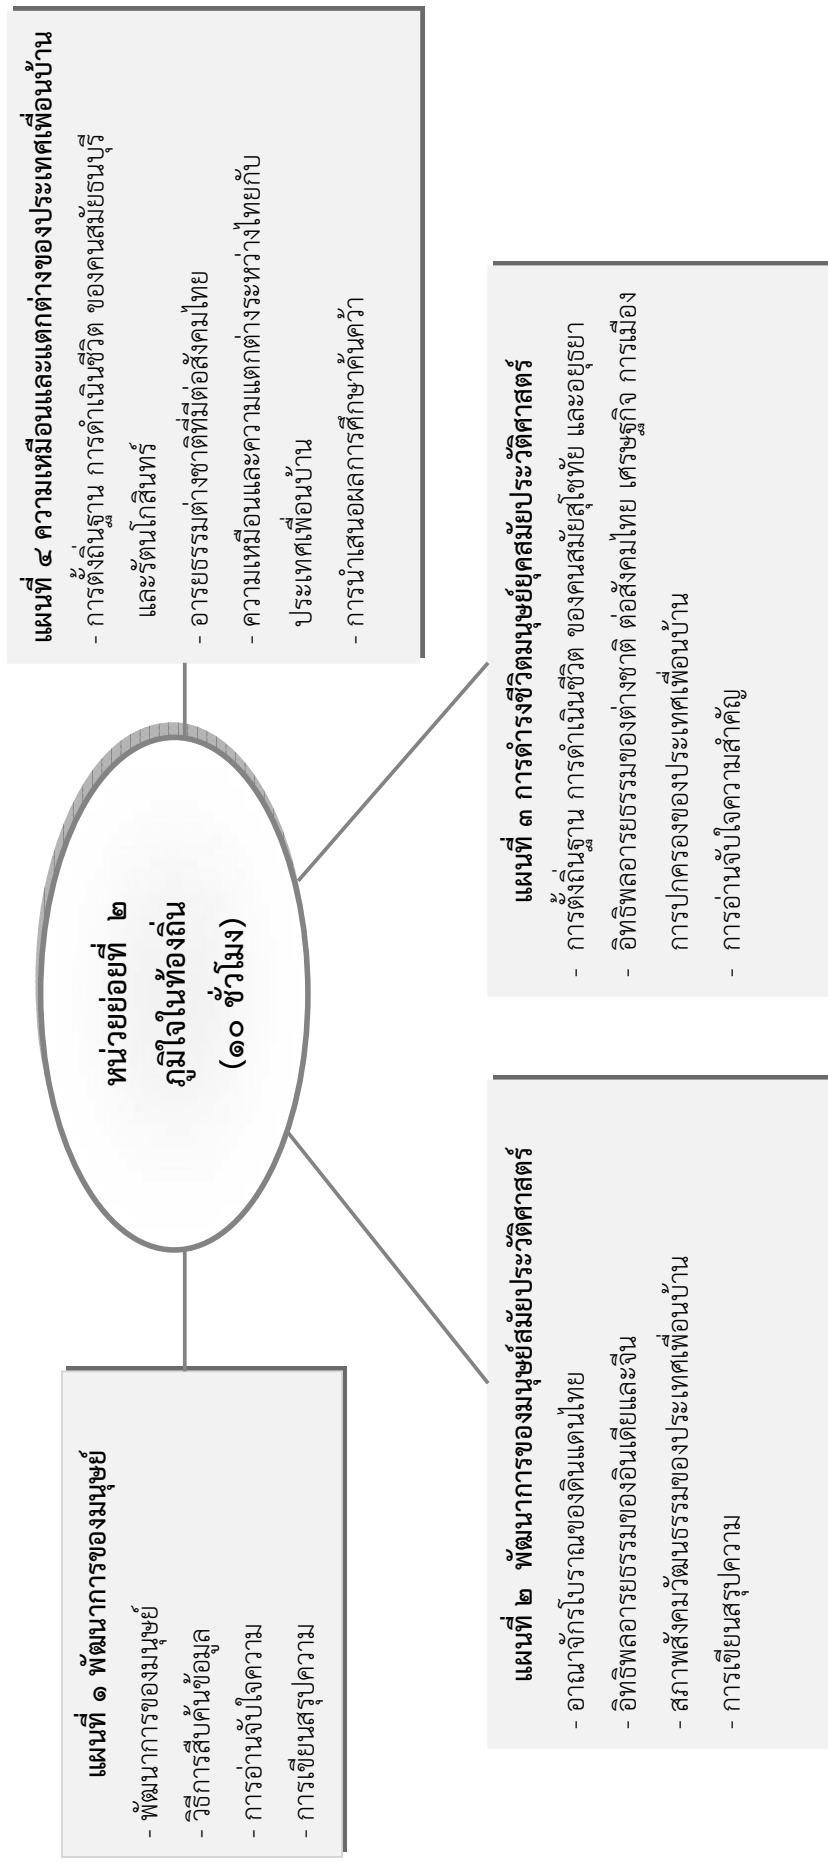 หน่วยย่อยที่ ๒
ภูมิใจในท้องถิ่น
(๑๐ ชั่วโมง)
แผนที่ ๑ พัฒนาการของมนุษย์
- พัฒนาการของมนุษย์
- วิธีการสืบค้นข้อมูล
- การอ่านจับใจความ
- การเขียนสรุปความ
แผนที่ ๒ พัฒนาการของมนุษย์สมัยประวัติศาสตร์
- อาณาจักรโบราณของดินแดนไทย
- อิทธิพลอารยธรรมของอินเดียและจีน
- สภาพสังคมวัฒนธรรมของประเทศเพื่อนบ้าน
- การเขียนสรุปความ
แผนที่ ๓ การดำรงชีวิตมนุษย์ยุคสมัยประวัติศาสตร์
- การตั้งถิ่นฐาน การดำเนินชีวิต ของคนสมัยสุโขทัย และอยุธยา
- อิทธิพลอารยธรรมของต่างชาติ ต่อสังคมไทย เศรษฐกิจ การเมือง
การปกครองของประเทศเพื่อนบ้าน
- การอ่านจับใจความสำคัญ
แผนที่ ๔ ความเหมือนและแตกต่างของประเทศเพื่อนบ้าน
- การตั้งถิ่นฐาน การดำเนินชีวิต ของคนสมัยธนบุรี
และรัตนโกสินทร์
- อารยธรรมต่างชาติที่มีต่อสังคมไทย
- ความเหมือนและความแตกต่างระหว่างไทยกับ
ประเทศเพื่อนบ้าน
- การนำเสนอผลการศึกษาค้นคว้า